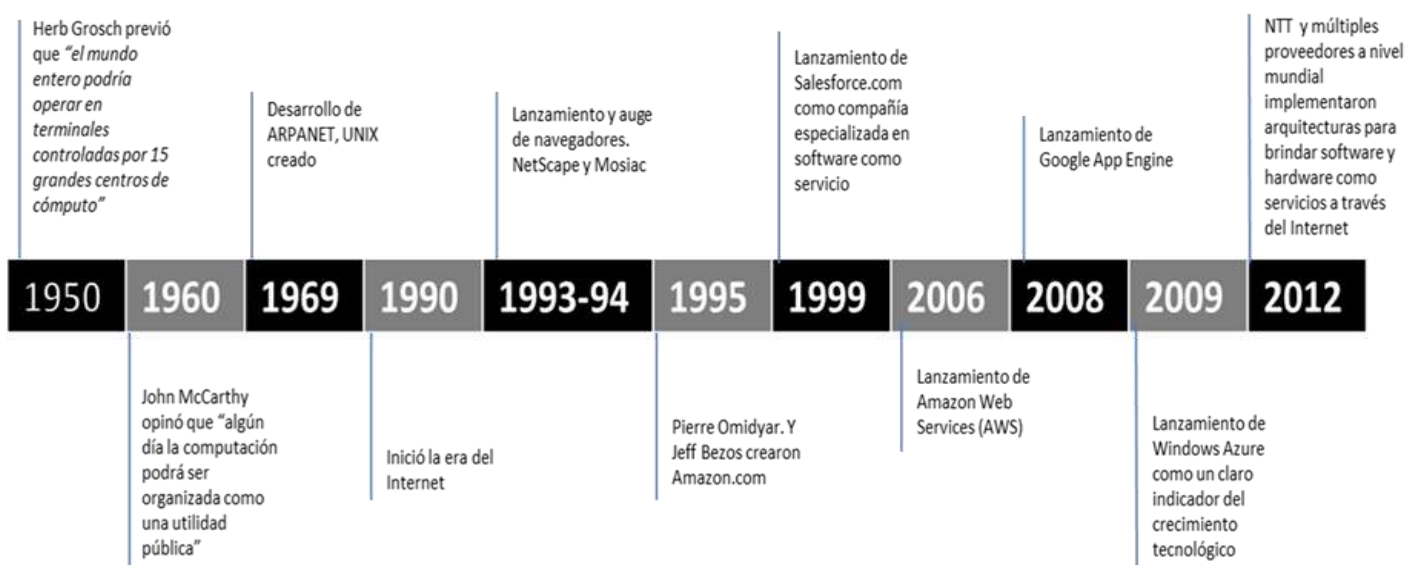 Herb Grosch previó
que “el mundo
entero podría
operar en
terminales
controladas por 15
grandes centros de
cómputo”
Desarrollo de
ARPANET, UNIX
creado
Lanzamiento y auge
de navegadores.
NetScape y Mosiac
Lanzamiento de
Salesforce.com
como compañía
especializada en
software como
servicio
Lanzamiento de
Google App Engine
NTT y múltiples
proveedores a nivel
mundial
implementaron
arquitecturas para
brindar software y
hardware como
servicios a través
del Internet
1950 1960 1969 1990 1993-94 1995 1999 2006 2008 2009 2012
John McCarthy
opinó que “algún
día la computación
podrá ser
organizada como
una utilidad
pública”
Inició la era del
Internet
Pierre Omidyar. Y
Jeff Bezos crearon
Amazon.com
Lanzamiento de
Amazon Web
Services (AWS)
Lanzamiento de
Windows Azure
como un claro
indicador del
crecimiento
tecnológico